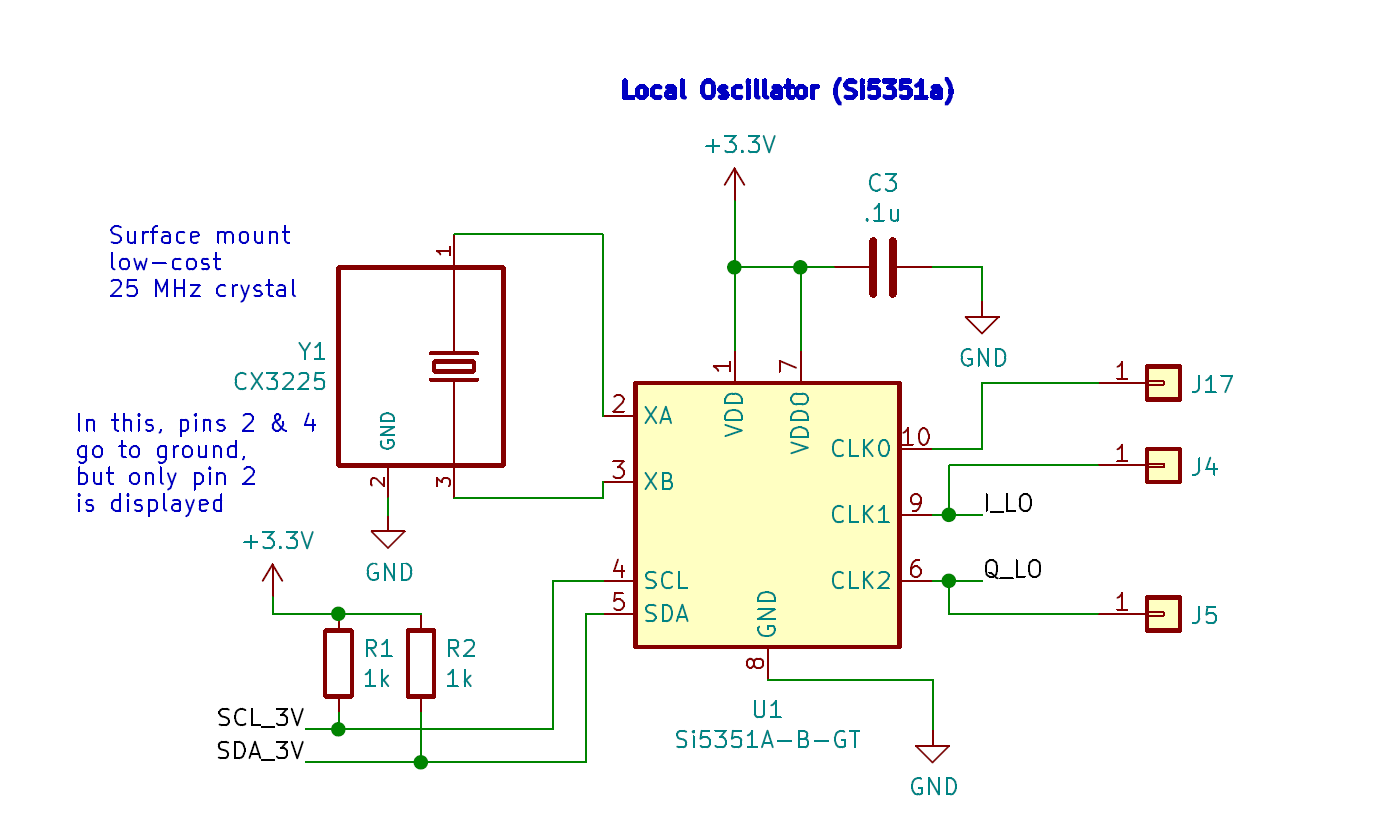 Local Oscillator (Si5351a)
+3.3V
C3
.1u
GND
Surface mount
low-cost
25 MHz crystal
Y1
CX3225
In this, pins 2 & 4
go to ground,
but only pin 2
is displayed
1
GND
2
3
GND
+3.3V
R1
1k
R2
1k
SCL_3V
SDA_3V
1
VDD
7
VDDO
2
XA
3
XB
4
SCL
5
SDA
GND
8
CLK0
10
CLK1
9
CLK2
6
I_LO
Q_LO
1
J17
1
J4
1
J5
U1
Si5351A-B-GT
GND